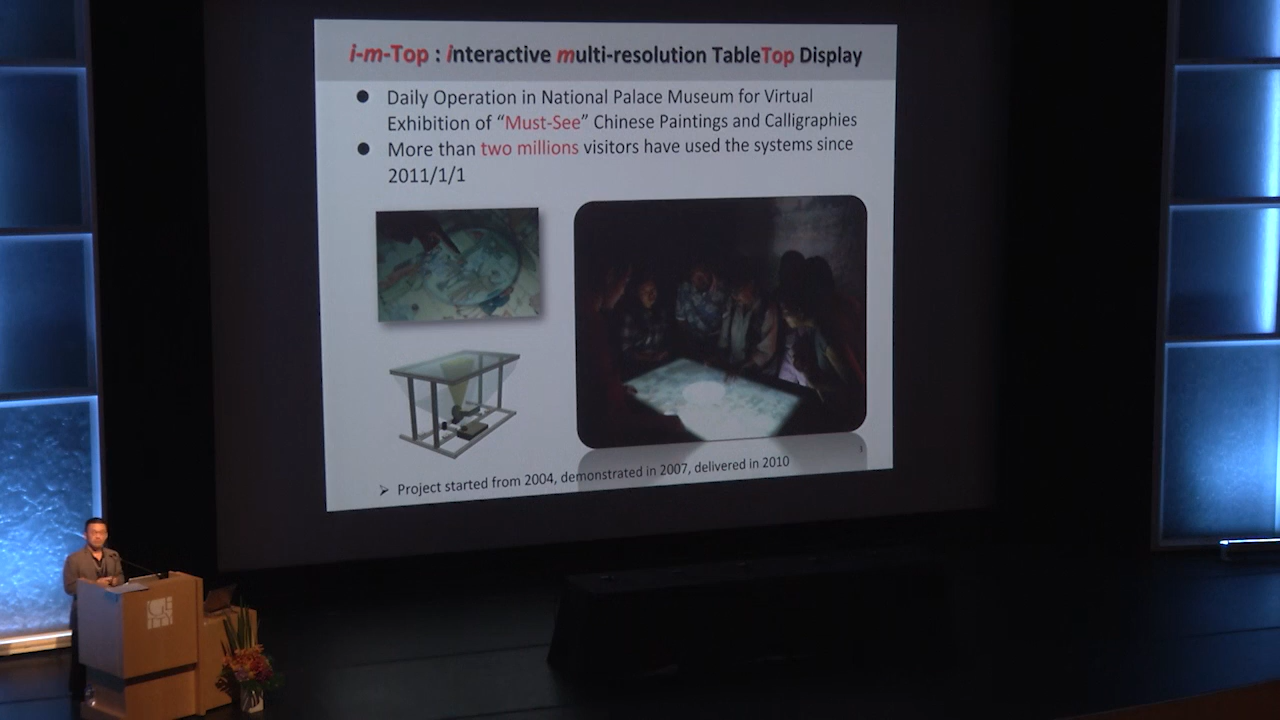 i-m-Top : interactive multi-resolution TableTop Display
● Daily Operation in National Palace Museum for Virtual
Exhibition of “Must-See” Chinese Paintings and Calligraphies
● More than two millions visitors have used the systems since
2011/1/1
➢ Project started from 2004, demonstrated in 2007, delivered in 2010